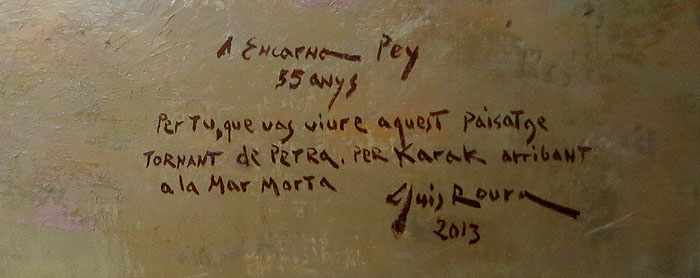 A Encarna Pey
55 anys
Per tu, que vas viure aquest paisatge
TORNANT de PETRA. PER Karak arribant
a la Mar Morta
Lluis Roura
2013